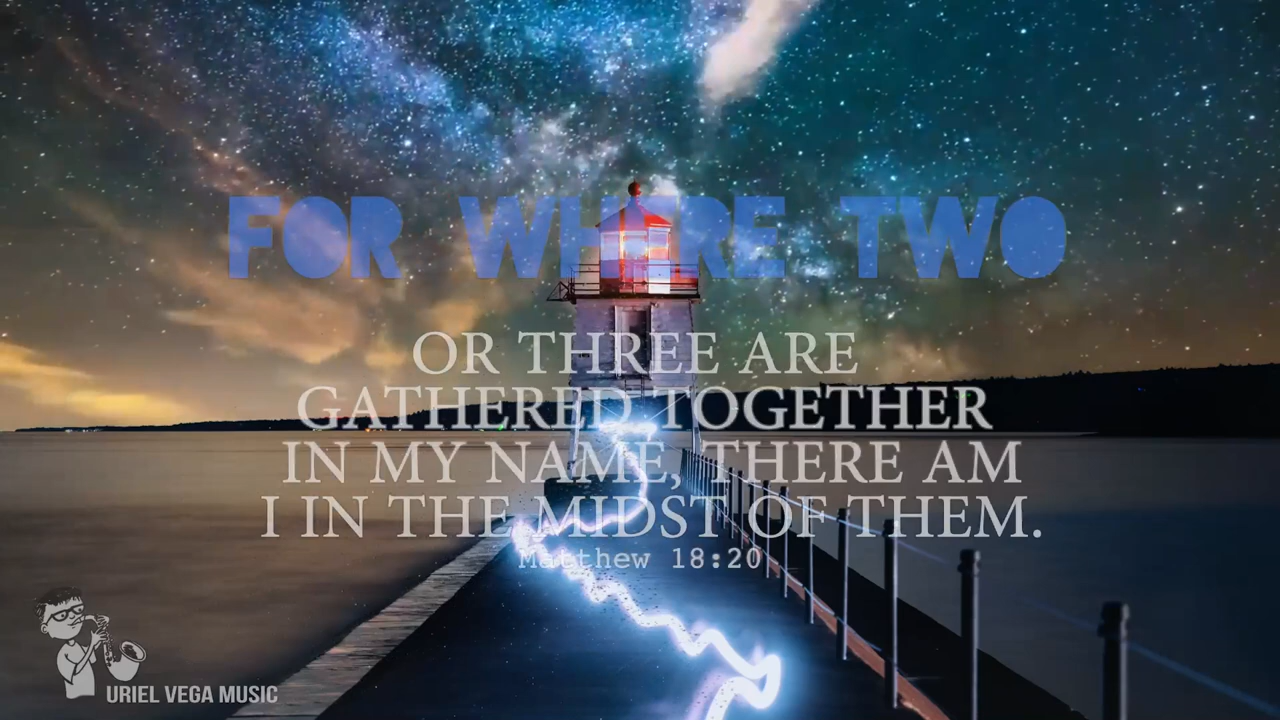 FOR WHERE TWO
OR THREE ARE
GATHERED TOGETHER
IN MY NAME, THERE AM
I IN THE MIDST OF THEM.
Matthew 18:20
URIEL VEGA MUSIC